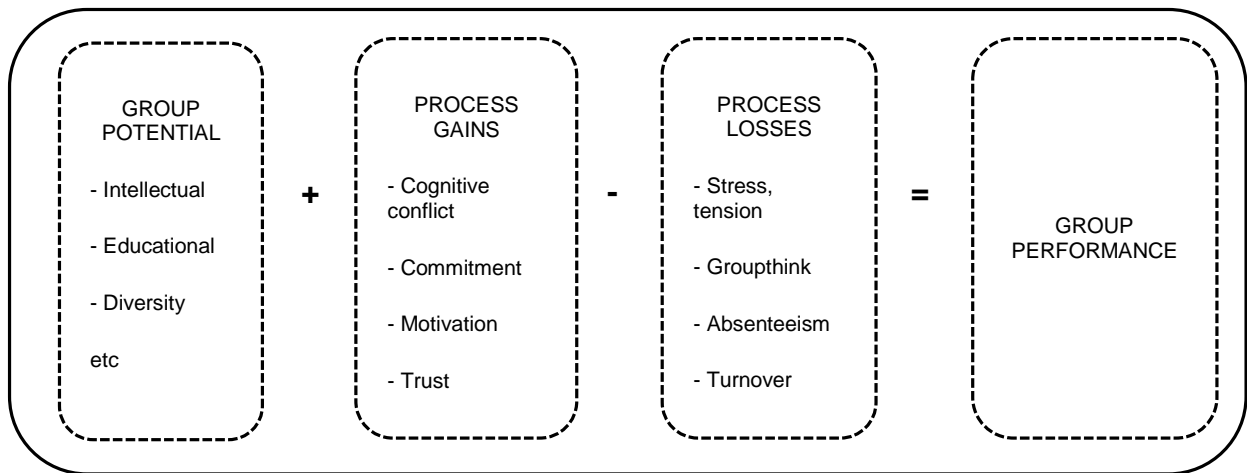 GROUP
POTENTIAL
- Intellectual
- Educational
- Diversity
etc
+
PROCESS
GAINS
- Cognitive
conflict
- Commitment
- Motivation
- Trust
-
PROCESS
LOSSES
- Stress,
tension
- Groupthink
- Absenteeism
- Turnover
=
GROUP
PERFORMANCE